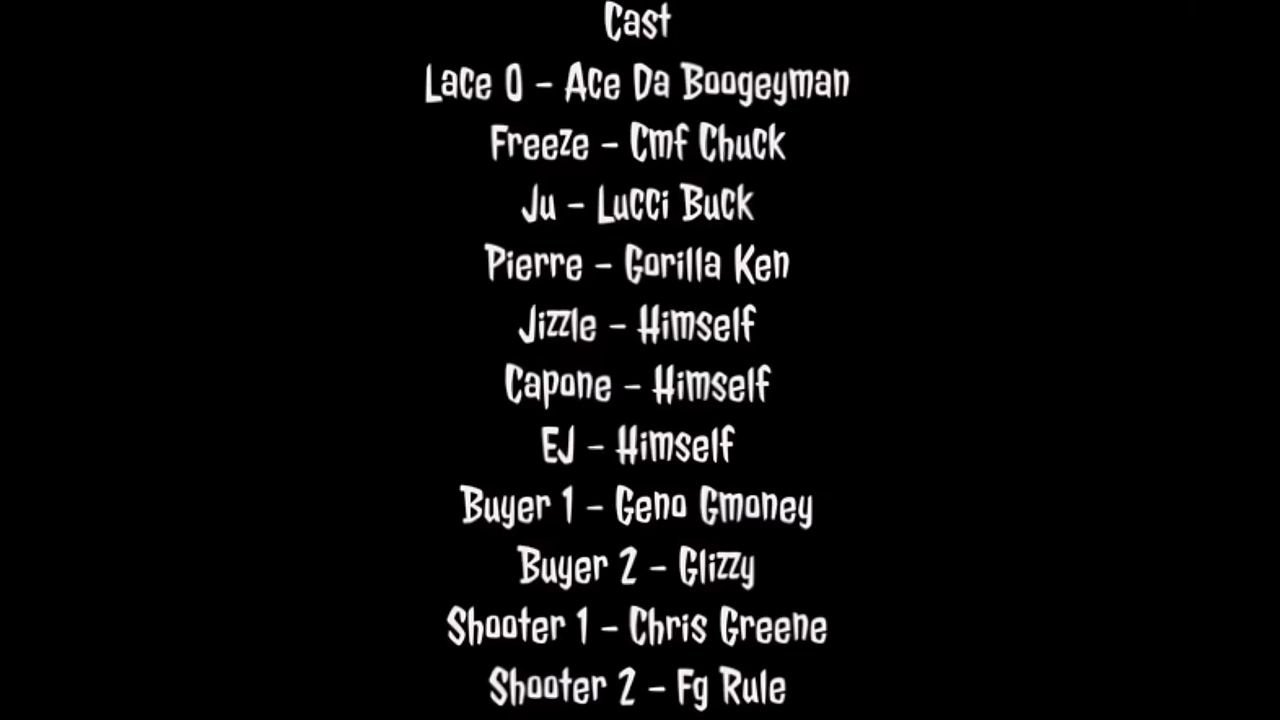 Cast
Lace O - Ace Da Boogeyman
Freeze - Cmf Chuck
Ju - Lucci Buck
Pierre - Gorilla Ken
Jizzle - Himself
Capone - Himself
EJ - Himself
Buyer 1 - Geno Gmoney
Buyer 2 - Glizzy
Shooter 1 - Chris Greene
Shooter 2 - Fg Rule